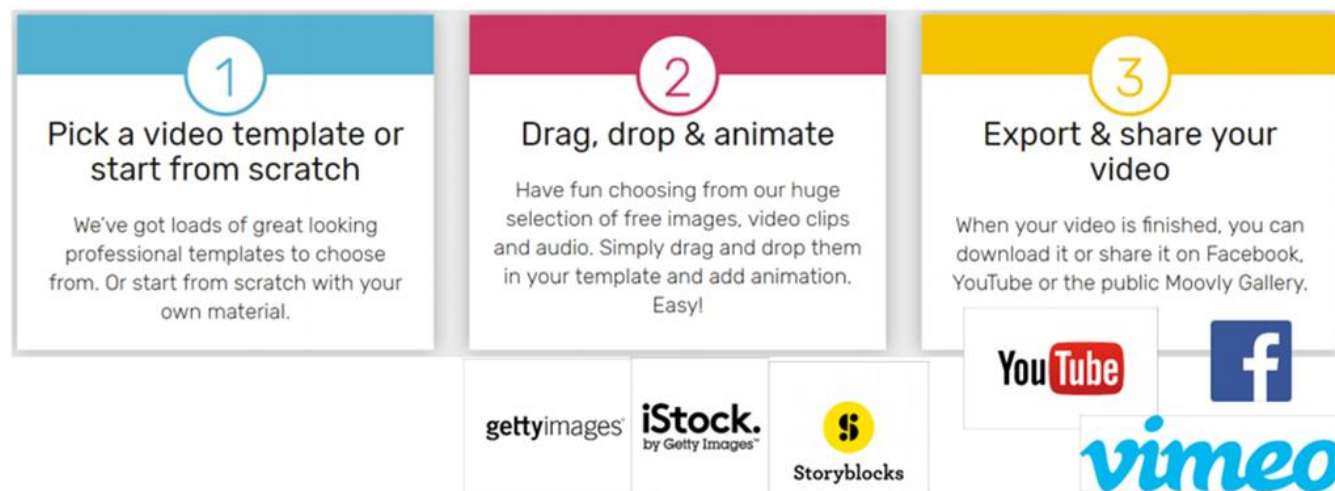 1
Pick a video template or
start from scratch
We've got loads of great looking
professional templates to choose
from. Or start from scratch with your
own material.
2
Drag, drop & animate
Have fun choosing from our huge
selection of free images, video clips
and audio. Simply drag and drop them
in your template and add animation.
Easy!
3
Export & share your
video
When your video is finished, you can
download it or share it on Facebook,
YouTube or the public Moovly Gallery.
gettyimages®
iStock.
by Getty Images™
S
Storyblocks
YouTube
f
vimeo